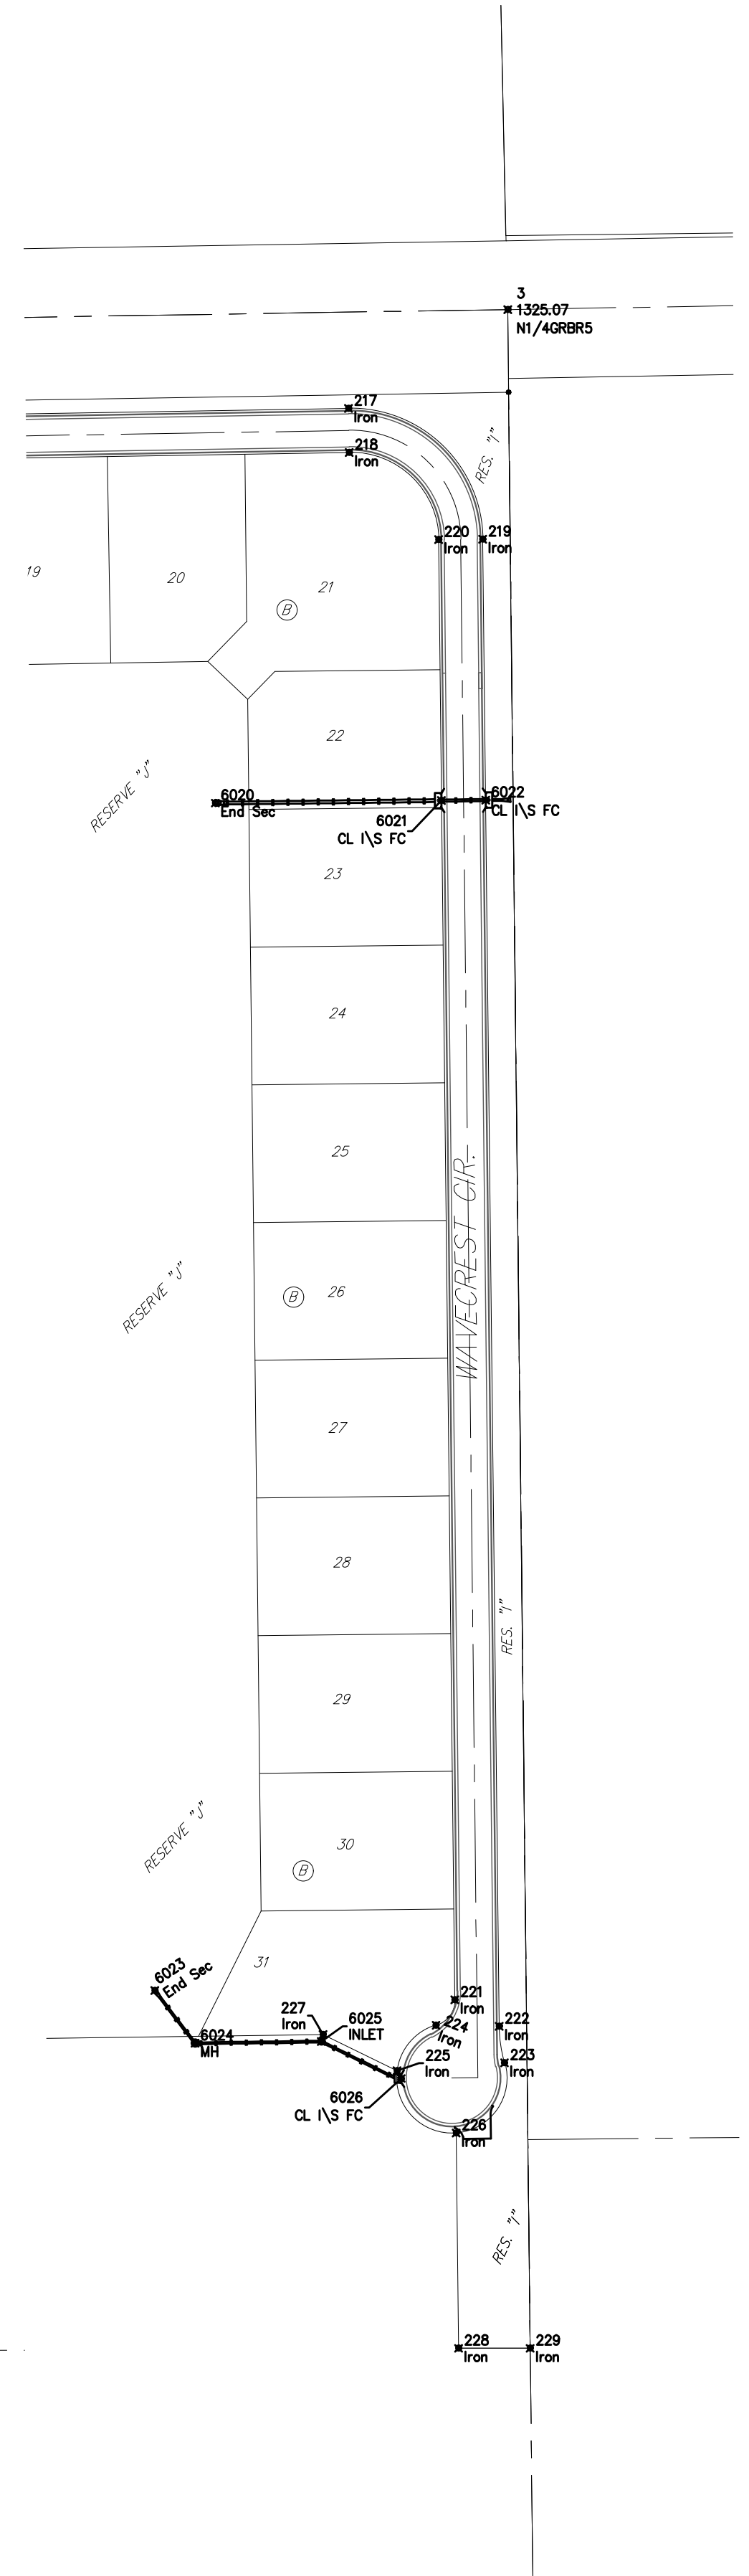 3
1325.07
N1/4GRBR5
217
Iron
RES. "I"
218
Iron
220
Iron
219
Iron
19
20
21
B
22
RESERVE "J"
6020
End Sec
6022
CL I\S FC
6021
CL I\S FC
23
24
25
WAVECREST CIR.
RESERVE "J"
B
26
27
28
RES. "I"
29
RESERVE "J"
30
B
31
6023
End Sec
221
Iron
227
Iron
6025
INLET
224
Iron
222
Iron
6024
MH
225
Iron
223
Iron
6026
CL I\S FC
226
Iron
RES. "I"
228
Iron
229
Iron